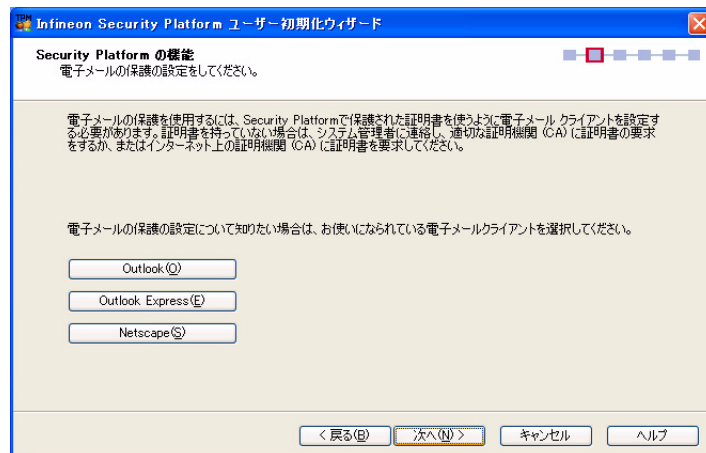 TPM
Infineon Security Platform ユーザー初期化ウィザード
Security Platform の機能
電子メールの保護の設定をしてください。
電子メールの保護を使用するには、Security Platformで保護された証明書を使うように電子メール クライアントを設定す
る必要があります。証明書を持っていない場合は、システム管理者に連絡し、適切な証明機関 (CA) に証明書の要求
をするか、またはインターネット上の証明機関 (CA) に証明書を要求してください。
電子メールの保護の設定について知りたい場合は、お使いになられている電子メールクライアントを選択してください。
Outlook(O)
Outlook Express(E)
Netscape(S)
< 戻る(B) 次へ(N) > キャンセル ヘルプ